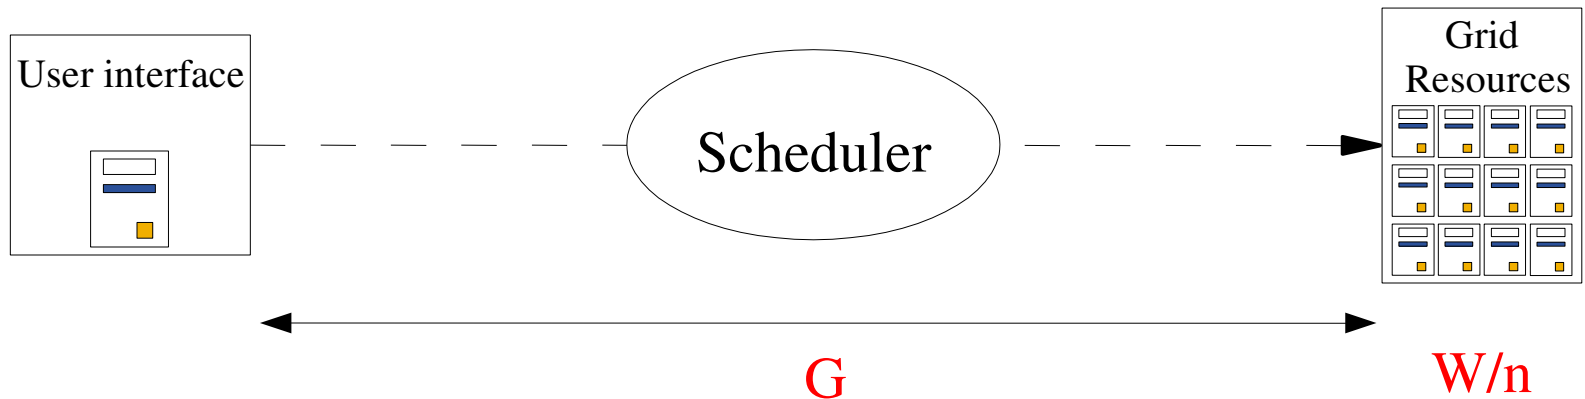 User interface
Scheduler
Grid
Resources
G
W/n